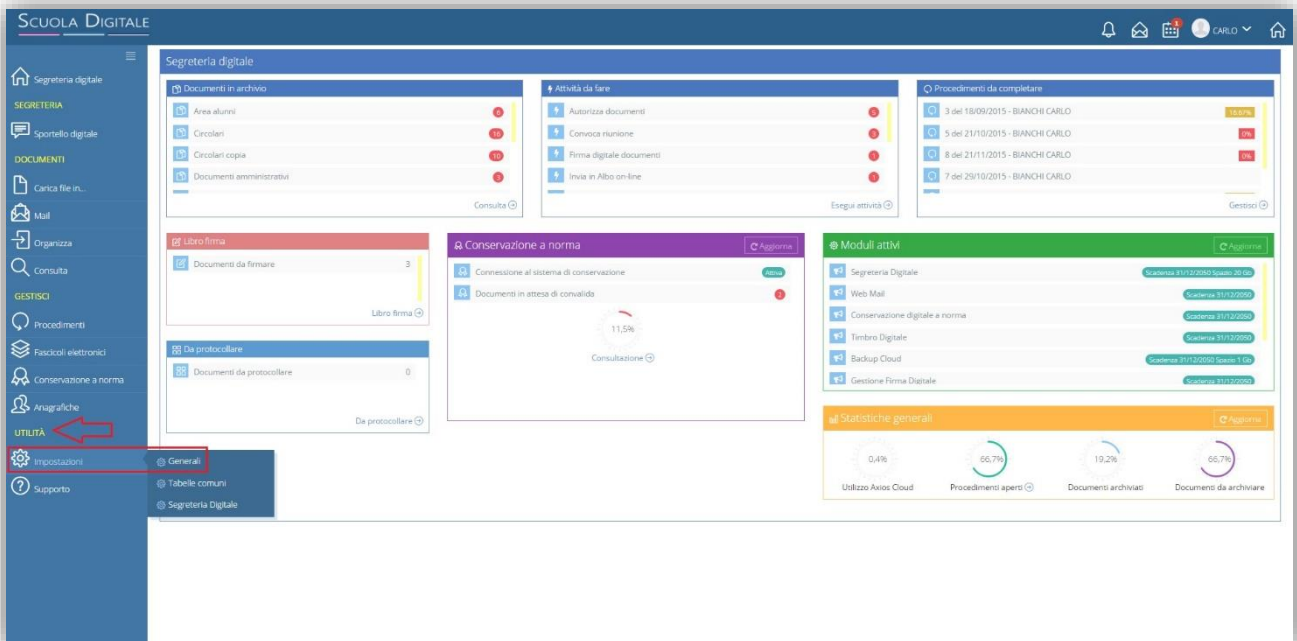 SCUOLA DIGITALE
1
CARLO
Segreteria digitale
SEGRETERIA
Sportello digitale
DOCUMENTI
Carica file in...
Mail
Organizza
Consulta
GESTISCI
Procedimenti
Fascicoli elettronici
Conservazione a norma
Anagrafiche
UTILITÀ
Impostazioni
Supporto
Generali
Tabelle comuni
Segreteria Digitale
Segreteria digitale
Documenti in archivio
Area alunni 6
Circolari 16
Circolari copia 10
Documenti amministrativi 3
Consulta
Attività da fare
Autorizza documenti 5
Convoca riunione 3
Firma digitale documenti 1
Invia in Albo on-line 1
Esegui attività
Procedimenti da completare
3 del 18/09/2015 - BIANCHI CARLO 16.67%
5 del 21/10/2015 - BIANCHI CARLO 0%
8 del 21/11/2015 - BIANCHI CARLO 0%
7 del 29/10/2015 - BIANCHI CARLO
Gestisci
Libro firma
Documenti da firmare 3
Libro firma
Da protocollare
Documenti da protocollare 0
Da protocollare
Conservazione a norma Aggiorna
Connessione al sistema di conservazione Attiva
Documenti in attesa di convalida 2
11,5%
Consultazione
Moduli attivi Aggiorna
Segreteria Digitale Scadenza 31/12/2050 Spazio 20 Gb
Web Mail Scadenza 31/12/2050
Conservazione digitale a norma Scadenza 31/12/2050
Timbro Digitale Scadenza 31/12/2050
Backup Cloud Scadenza 31/12/2050 Spazio 1 Gb
Gestione Firma Digitale Scadenza 31/12/2050
Statistiche generali Aggiorna
0,4% 66,7% 19,2% 66,7%
Utilizzo Axios Cloud Procedimenti aperti Documenti archiviati Documenti da archiviare